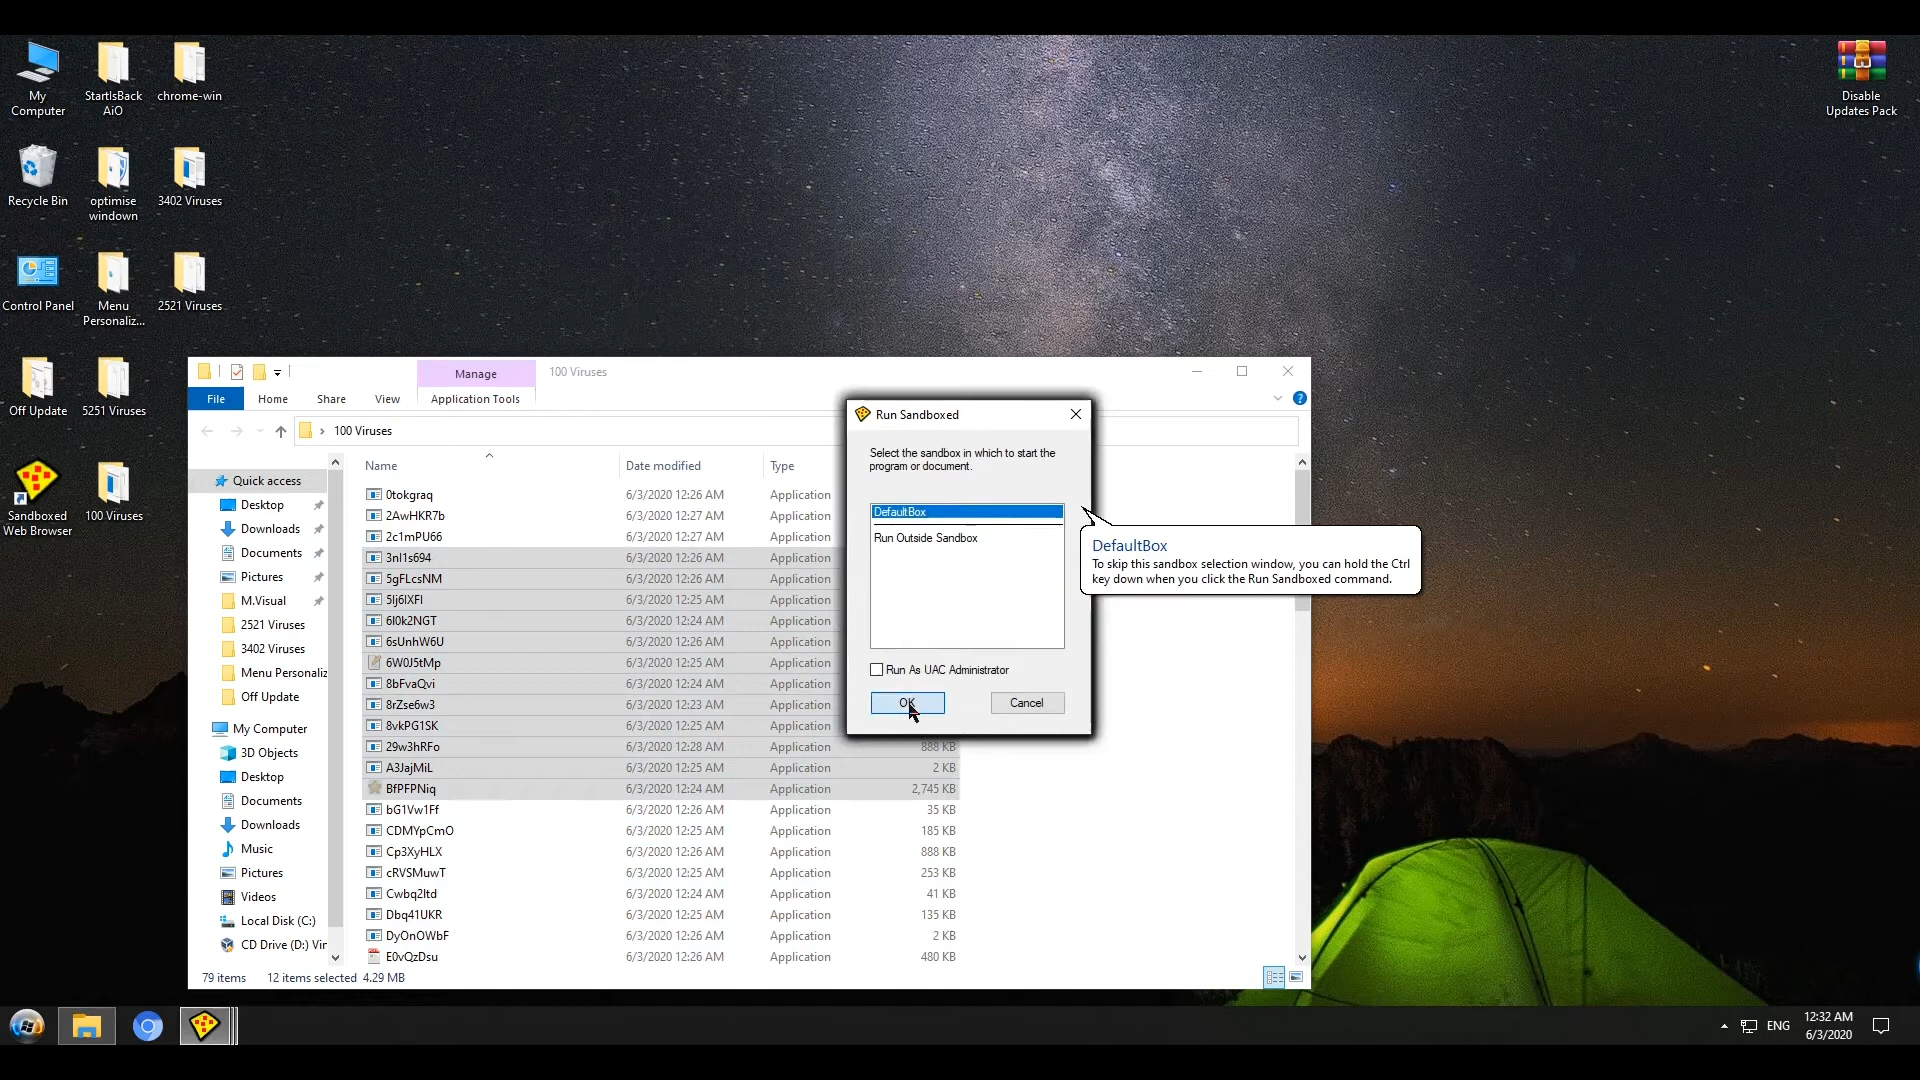 My
Computer
StartIsBack
AiO
chrome-win
Disable
Updates Pack
Recycle Bin
optimise
windown
3402 Viruses
Control Panel
Menu
Personaliz...
2521 Viruses
Off Update
5251 Viruses
Sandboxed
Web Browser
100 Viruses
Manage
100 Viruses
File
Home
Share
View
Application Tools
100 Viruses
Quick access
Desktop
Downloads
Documents
Pictures
M.Visual
2521 Viruses
3402 Viruses
Menu Personaliz
Off Update
My Computer
3D Objects
Desktop
Documents
Downloads
Music
Pictures
Videos
Local Disk (C:)
CD Drive (D:) Vir
Name
Date modified
Type
0tokgraq 6/3/2020 12:26 AM Application
2AwHKR7b 6/3/2020 12:27 AM Application
2c1mPU66 6/3/2020 12:27 AM Application
3nI1s694 6/3/2020 12:26 AM Application
5gFLcsNM 6/3/2020 12:26 AM Application
5Ij6IXFI 6/3/2020 12:25 AM Application
6I0k2NGT 6/3/2020 12:24 AM Application
6sUnhW6U 6/3/2020 12:26 AM Application
6W0J5tMp 6/3/2020 12:25 AM Application
8bFvaQvi 6/3/2020 12:24 AM Application
8rZse6w3 6/3/2020 12:23 AM Application
8vkPG1SK 6/3/2020 12:25 AM Application
29w3hRFo 6/3/2020 12:28 AM Application 888 KB
A3JajMiL 6/3/2020 12:25 AM Application 2 KB
BfPFPNiq 6/3/2020 12:24 AM Application 2,745 KB
bG1Vw1Ff 6/3/2020 12:26 AM Application 35 KB
CDMYpCmO 6/3/2020 12:25 AM Application 185 KB
Cp3XyHLX 6/3/2020 12:26 AM Application 888 KB
cRVSMuwT 6/3/2020 12:25 AM Application 253 KB
Cwbq2Itd 6/3/2020 12:24 AM Application 41 KB
Dbq41UKR 6/3/2020 12:25 AM Application 135 KB
DyOnOWbF 6/3/2020 12:26 AM Application 2 KB
E0vQzDsu 6/3/2020 12:26 AM Application 480 KB
79 items 12 items selected 4.29 MB
Run Sandboxed
Select the sandbox in which to start the
program or document.
DefaultBox
Run Outside Sandbox
Run As UAC Administrator
OK
Cancel
DefaultBox
To skip this sandbox selection window, you can hold the Ctrl
key down when you click the Run Sandboxed command.
ENG
12:32 AM
6/3/2020